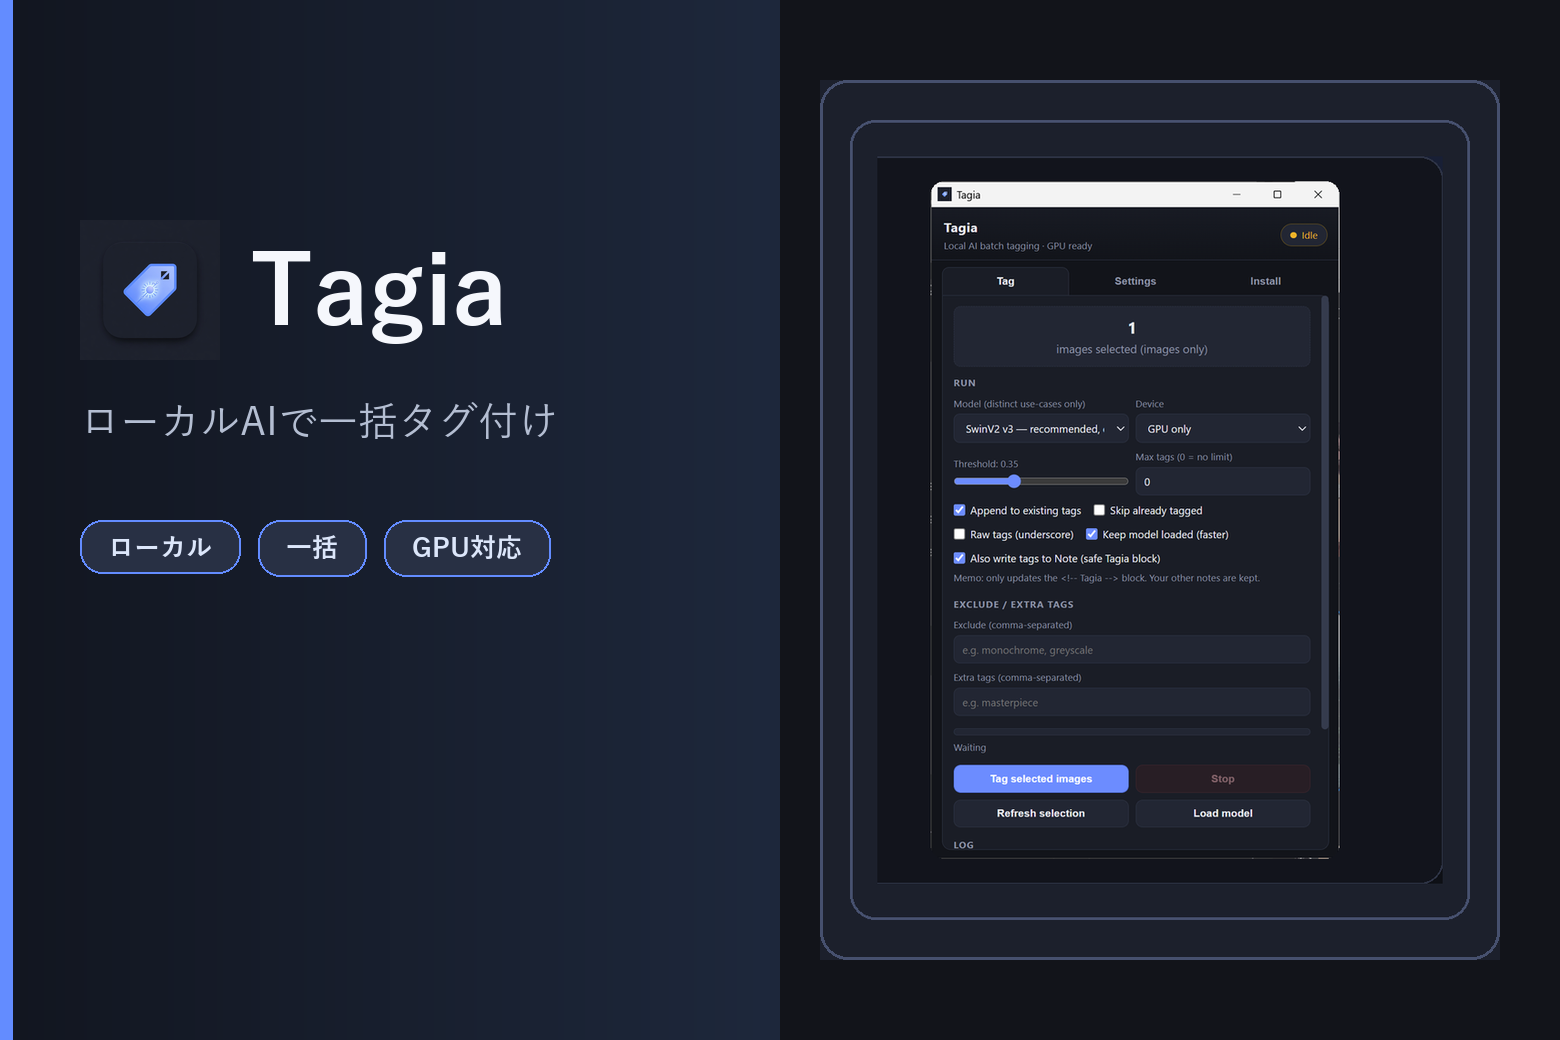 Tagia
ローカルAIで一括タグ付け
ローカル
一括
GPU対応
Tagia
Tagia
Local AI batch tagging · GPU ready
Idle
Tag
Settings
Install
1
images selected (images only)
RUN
Model (distinct use-cases only)
Device
SwinV2 v3 — recommended,
GPU only
Threshold: 0.35
Max tags (0 = no limit)
0
Append to existing tags
Skip already tagged
Raw tags (underscore)
Keep model loaded (faster)
Also write tags to Note (safe Tagia block)
Memo: only updates the <!-- Tagia --> block. Your other notes are kept.
EXCLUDE / EXTRA TAGS
Exclude (comma-separated)
e.g. monochrome, greyscale
Extra tags (comma-separated)
e.g. masterpiece
Waiting
Tag selected images
Stop
Refresh selection
Load model
LOG